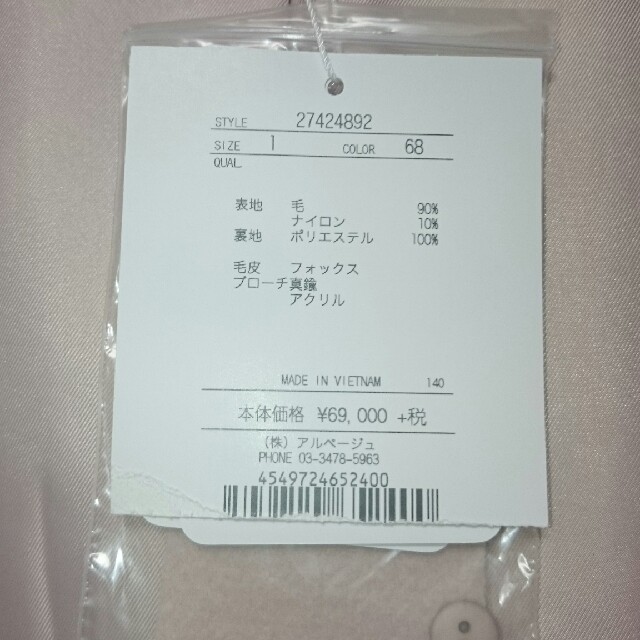 STYLE 27424892
SIZE 1 COLOR 68
QUAL
表地 毛 90%
ナイロン 10%
裏地 ポリエステル 100%
毛皮 フォックス
ブローチ真鍮
アクリル
MADE IN VIETNAM 140
本体価格 ¥69,000 +税
(株) アルページュ
PHONE 03-3478-5963
4549724652400